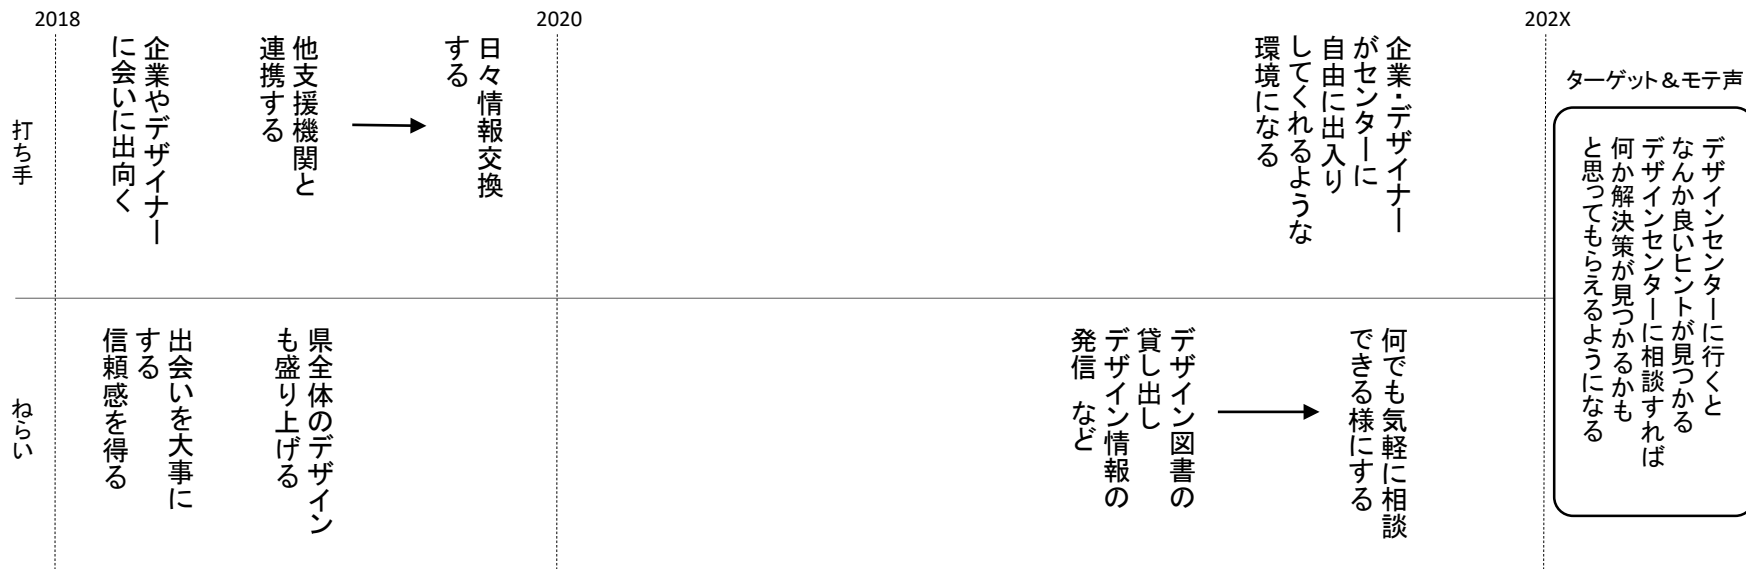 2018
2020
202X
打ち手
企業やデザイナー
に会いに出向く
他支援機関と
連携する
日々情報交換
する
企業・デザイナー
がセンターに
自由に出入り
してくれるような
環境になる
ねらい
出会いを大事に
する
信頼感を得る
県全体のデザイン
も盛り上げる
デザイン図書の
貸し出し
デザイン情報の
発信 など
何でも気軽に相談
できる様にする
ターゲット＆モテ声
デザインセンターに行くと
なんか良いヒントが見つかる
デザインセンターに相談すれば
何か解決策が見つかるかも
と思ってもらえるようになる